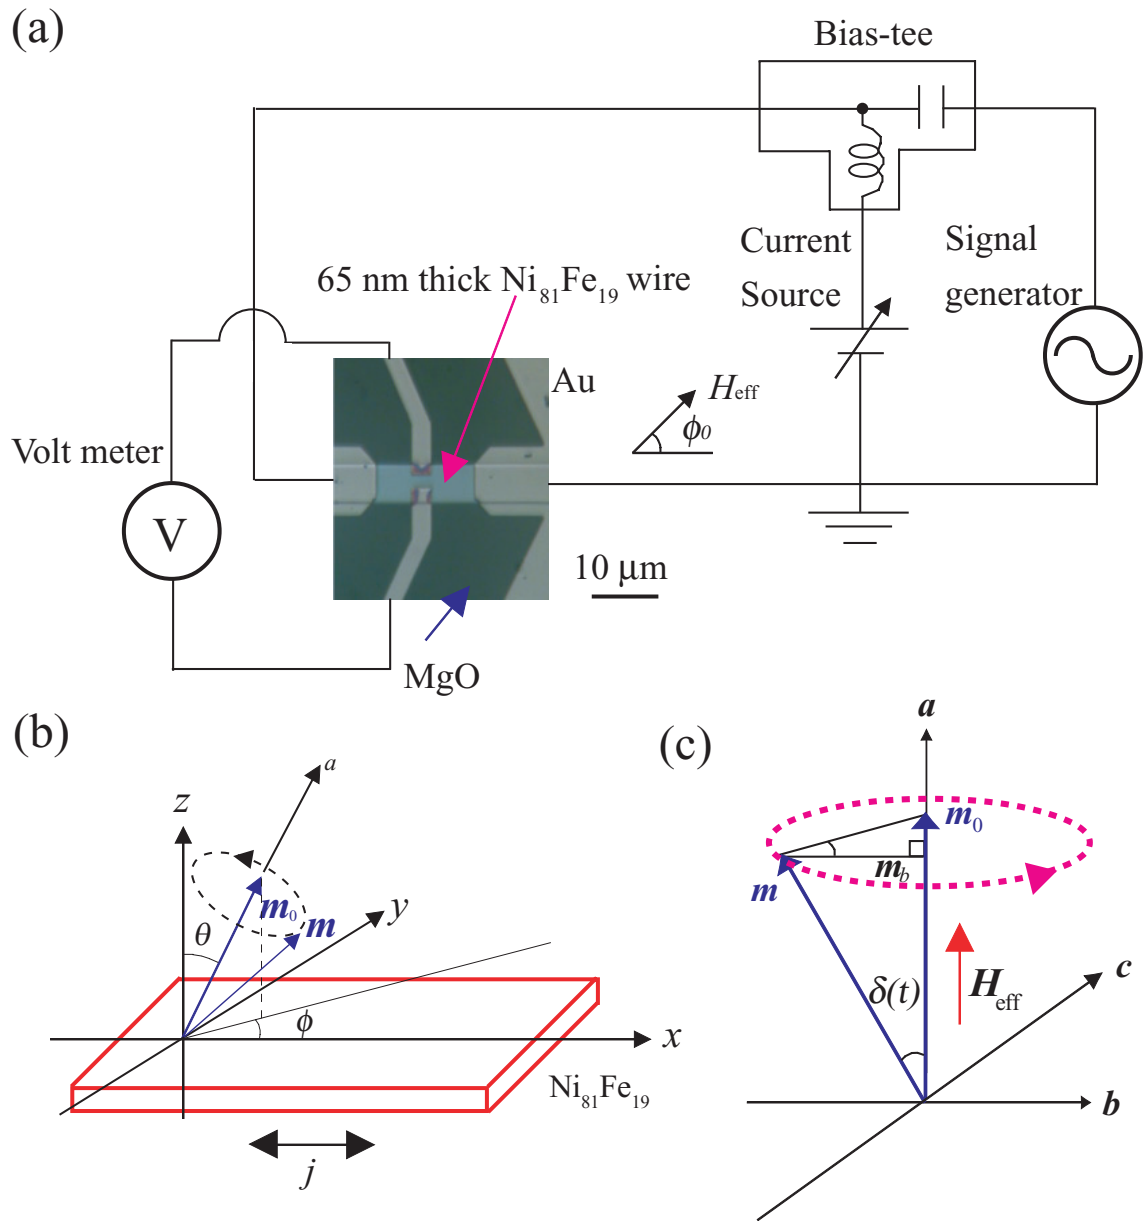 (a)
Bias-tee
Current
Source
Signal
generator
65 nm thick Ni81Fe19 wire
Au
Heff
ϕ0
Volt meter
V
10 μm
MgO
(b)
z
a
m0
m
y
θ
ϕ
x
Ni81Fe19
j
(c)
a
m0
mb
m
δ(t)
Heff
c
b